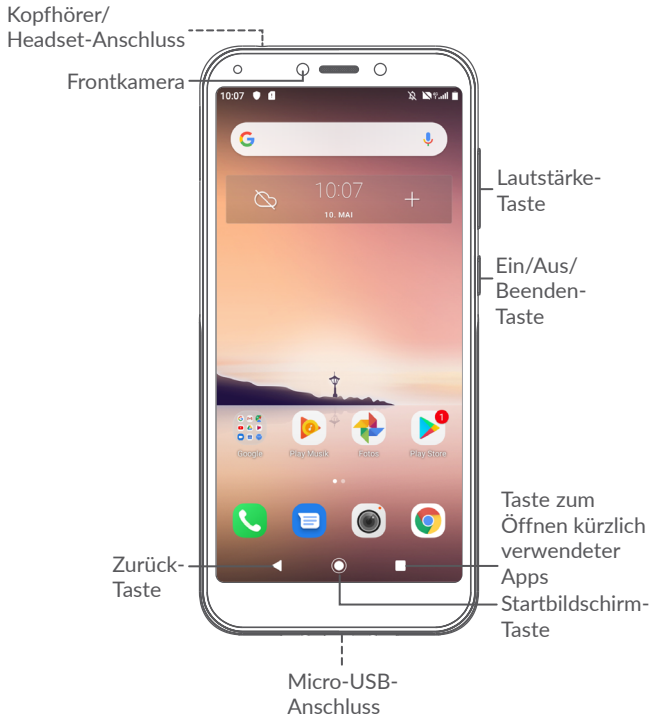 Kopfhörer/
Headset-Anschluss
Frontkamera
10:07
Lautstärke-
Taste
10:07
10. MAI
Ein/Aus/
Beenden-
Taste
1
Google
Play Musik
Fotos
Play Store
Taste zum
Öffnen kürzlich
verwendeter
Apps
Zurück-
Taste
Startbildschirm-
Taste
Micro-USB-
Anschluss